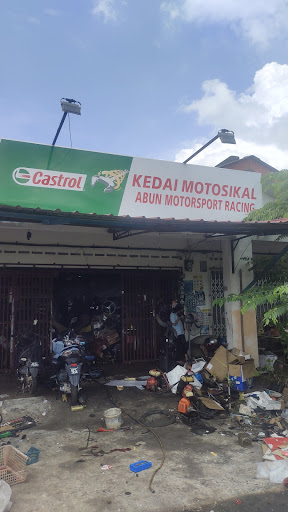 Castrol
KEDAI MOTOSIKAL
ABUN MOTORSPORT RACING